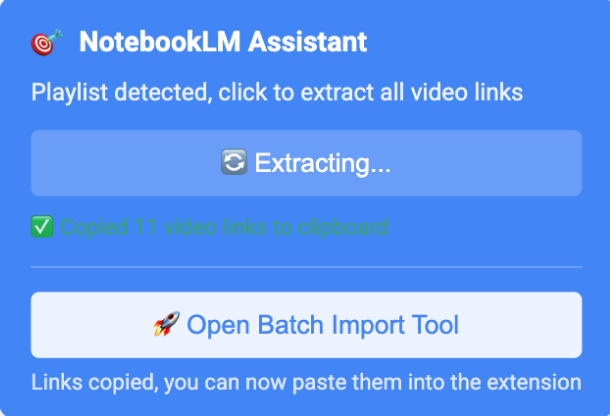 NotebookLM Assistant
Playlist detected, click to extract all video links
Extracting...
Copied 11 video links to clipboard
Open Batch Import Tool
Links copied, you can now paste them into the extension